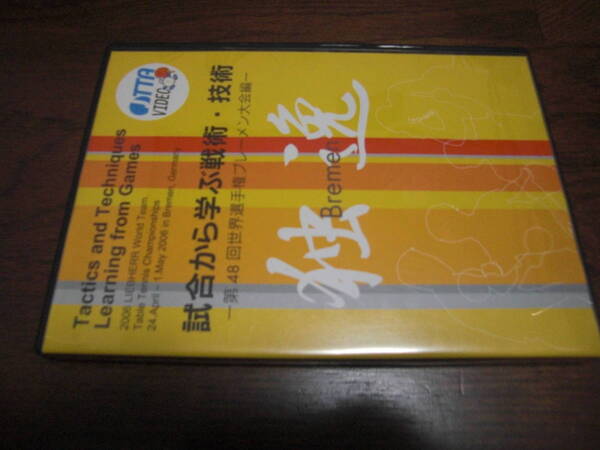 JTTA
VIDEO
Tactics and Techniques
Learning from Games
2006 LIEBHERR World Team
Table Tennis Championships
24.April – 1.May 2006 in Bremen, Germany
試合から学ぶ戦術・技術
−第48回世界選手権ブレーメン大会編−
独逸
Bremen